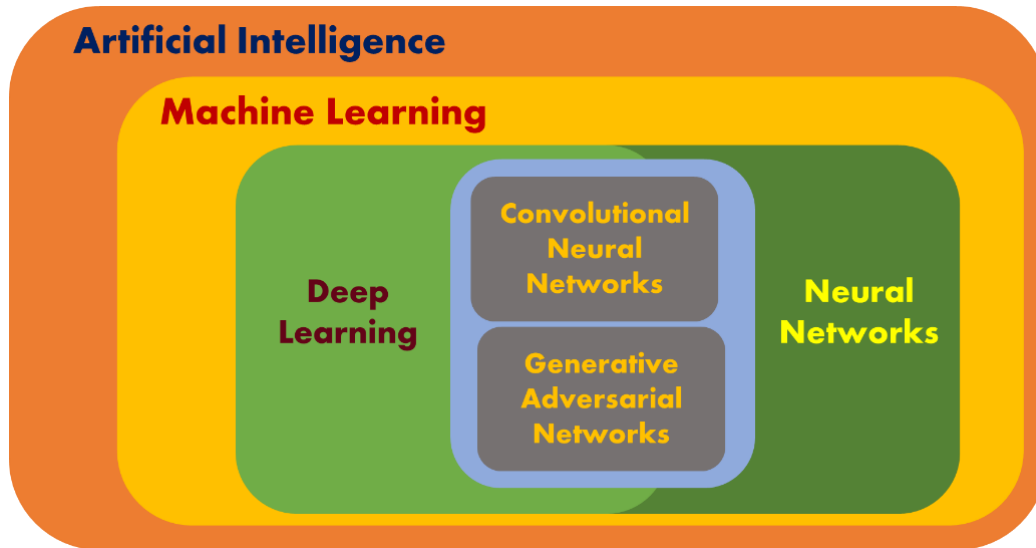 Artificial Intelligence
Machine Learning
Deep
Learning
Convolutional
Neural
Networks
Generative
Adversarial
Networks
Neural
Networks